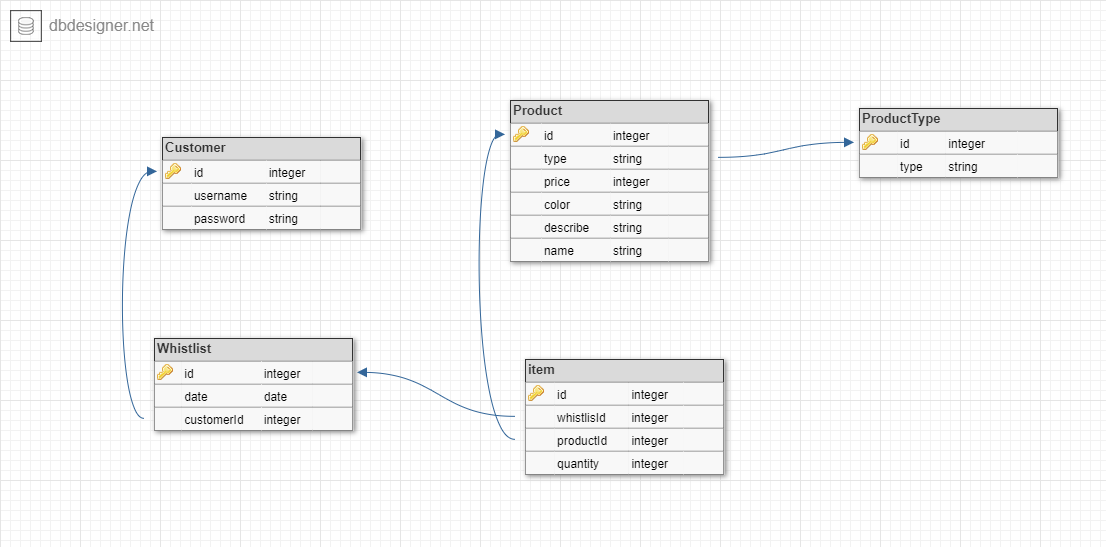 dbdesigner.net
Customer
id integer
username string
password string
Product
id integer
type string
price integer
color string
describe string
name string
ProductType
id integer
type string
Whistlist
id integer
date date
customerId integer
item
id integer
whistlisId integer
productId integer
quantity integer